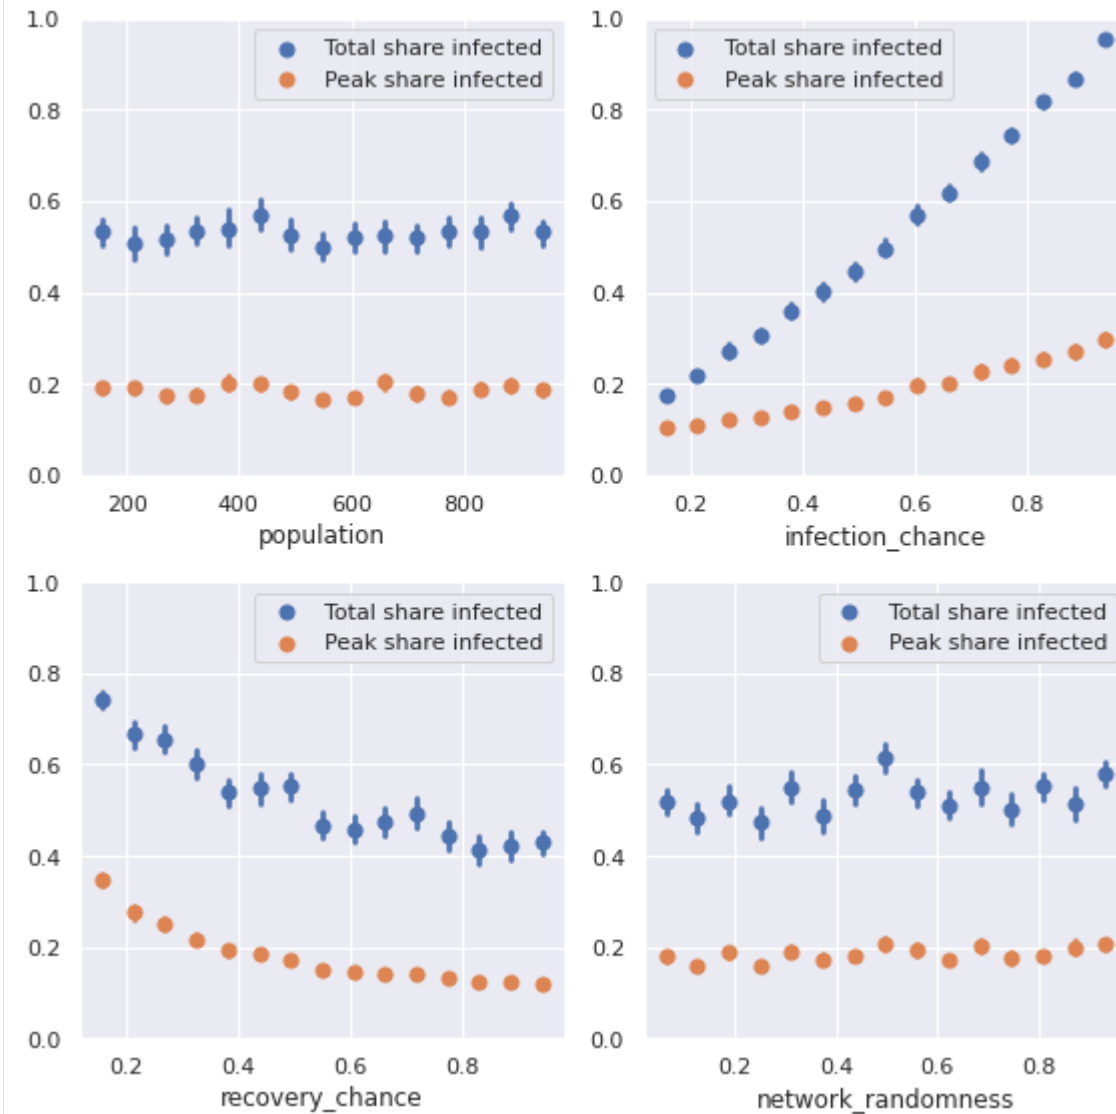 1.0
0.8
0.6
0.4
0.2
0.0
Total share infected
Peak share infected
200 400 600 800
population
1.0
0.8
0.6
0.4
0.2
0.0
Total share infected
Peak share infected
0.2 0.4 0.6 0.8
infection_chance
1.0
0.8
0.6
0.4
0.2
0.0
Total share infected
Peak share infected
0.2 0.4 0.6 0.8
recovery_chance
1.0
0.8
0.6
0.4
0.2
0.0
Total share infected
Peak share infected
0.2 0.4 0.6 0.8
network_randomness